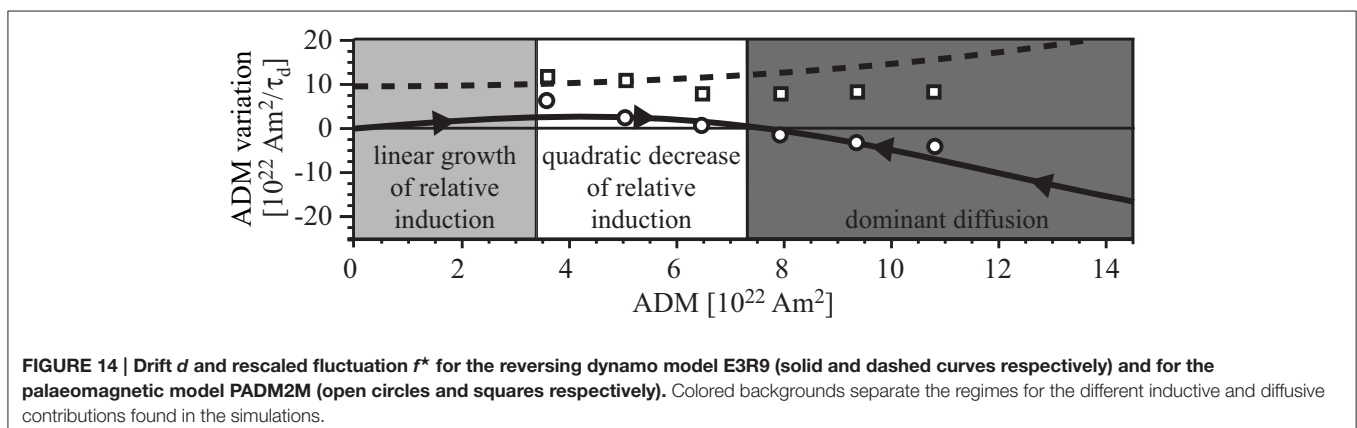 20
10
0
-10
-20
ADM variation
[10²² Am²/τd]
linear growth
of relative
induction
quadratic decrease
of relative
induction
dominant diffusion
0 2 4 6 8 10 12 14
ADM [10²² Am²]
FIGURE 14 | Drift d and rescaled fluctuation f⋆ for the reversing dynamo model E3R9 (solid and dashed curves respectively) and for the
palaeomagnetic model PADM2M (open circles and squares respectively). Colored backgrounds separate the regimes for the different inductive and diffusive
contributions found in the simulations.